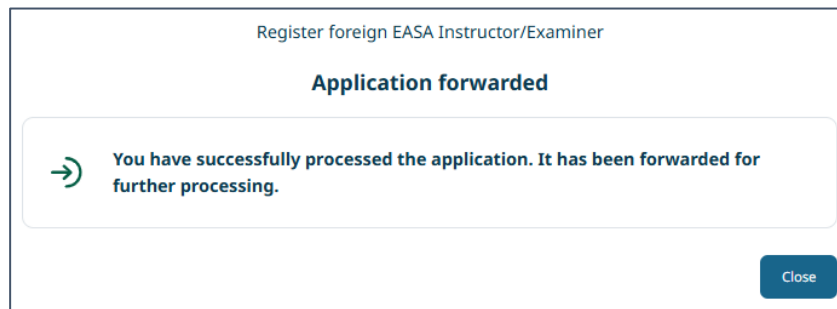 Register foreign EASA Instructor/Examiner
Application forwarded
You have successfully processed the application. It has been forwarded for
further processing.
Close